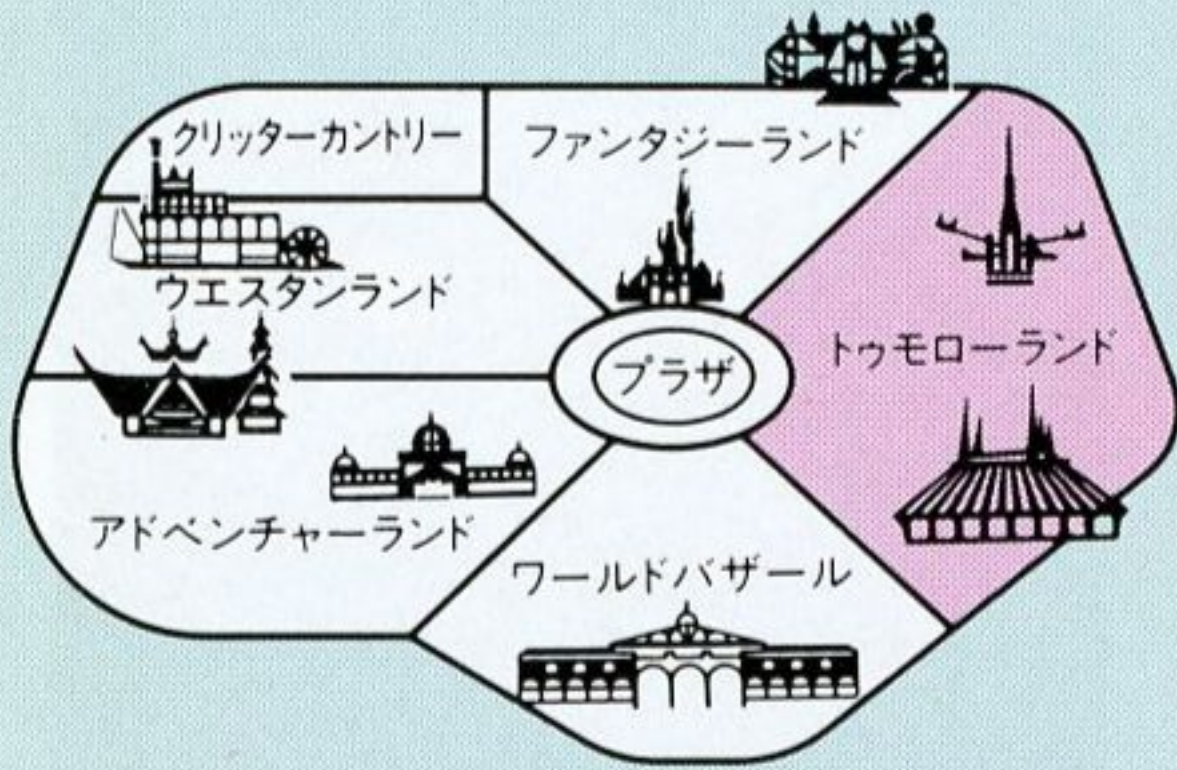 クリッターカントリー
ファンタジーランド
ウエスタンランド
トゥモローランド
プラザ
アドベンチャーランド
ワールドバザール